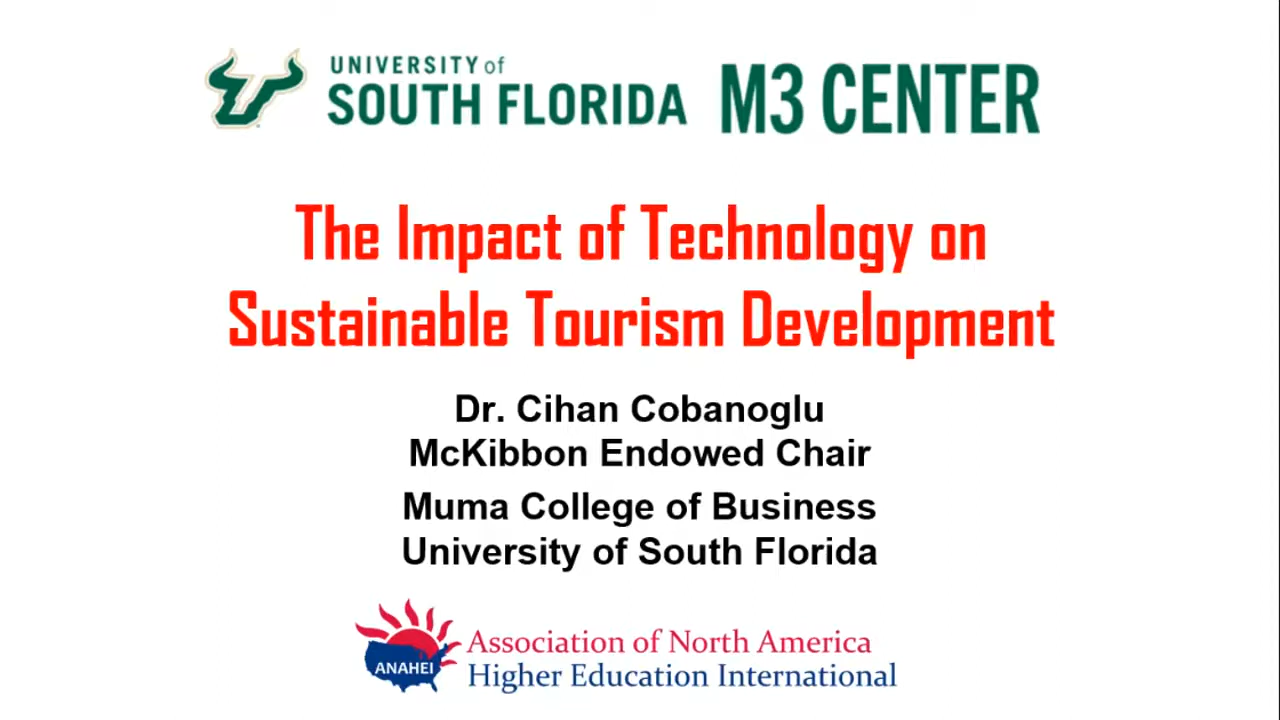 UNIVERSITY of
SOUTH FLORIDA M3 CENTER
The Impact of Technology on
Sustainable Tourism Development
Dr. Cihan Cobanoglu
McKibbon Endowed Chair
Muma College of Business
University of South Florida
ANAHEI
Association of North America
Higher Education International